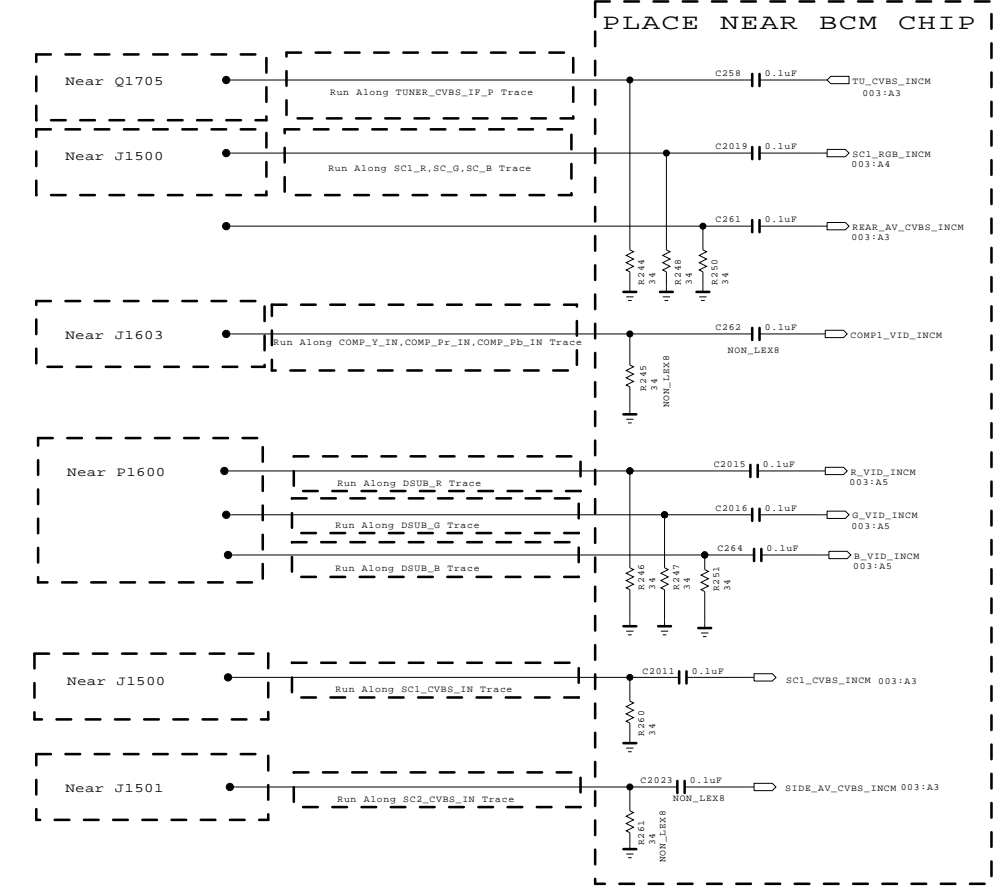 PLACE NEAR BCM CHIP
Near Q1705
Run Along TUNER_CVBS_IF_P Trace
C258
0.1uF
TU_CVBS_INCM
003:A3
Near J1500
Run Along SC1_R,SC_G,SC_B Trace
C2019
0.1uF
SC1_RGB_INCM
003:A4
C261
0.1uF
REAR_AV_CVBS_INCM
003:A3
R244
34
R248
34
R250
34
Near J1603
Run Along COMP_Y_IN,COMP_Pr_IN,COMP_Pb_IN Trace
C262
0.1uF
NON_LEX8
COMP1_VID_INCM
R245
34
NON_LEX8
Near P1600
Run Along DSUB_R Trace
C2015
0.1uF
R_VID_INCM
003:A5
Run Along DSUB_G Trace
C2016
0.1uF
G_VID_INCM
003:A5
Run Along DSUB_B Trace
C264
0.1uF
B_VID_INCM
003:A5
R246
34
R247
34
R251
34
Near J1500
Run Along SC1_CVBS_IN Trace
C2011
0.1uF
SC1_CVBS_INCM 003:A3
R260
34
Near J1501
Run Along SC2_CVBS_IN Trace
C2023
0.1uF
NON_LEX8
SIDE_AV_CVBS_INCM 003:A3
R261
34
NON_LEX8